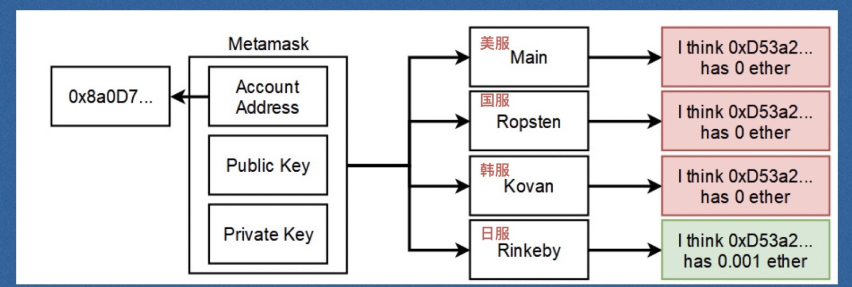 Metamask
0x8a0D7...
Account
Address
Public Key
Private Key
美服
Main
国服
Ropsten
韩服
Kovan
日服
Rinkeby
I think 0xD53a2...
has 0 ether
I think 0xD53a2...
has 0 ether
I think 0xD53a2...
has 0 ether
I think 0xD53a2...
has 0.001 ether